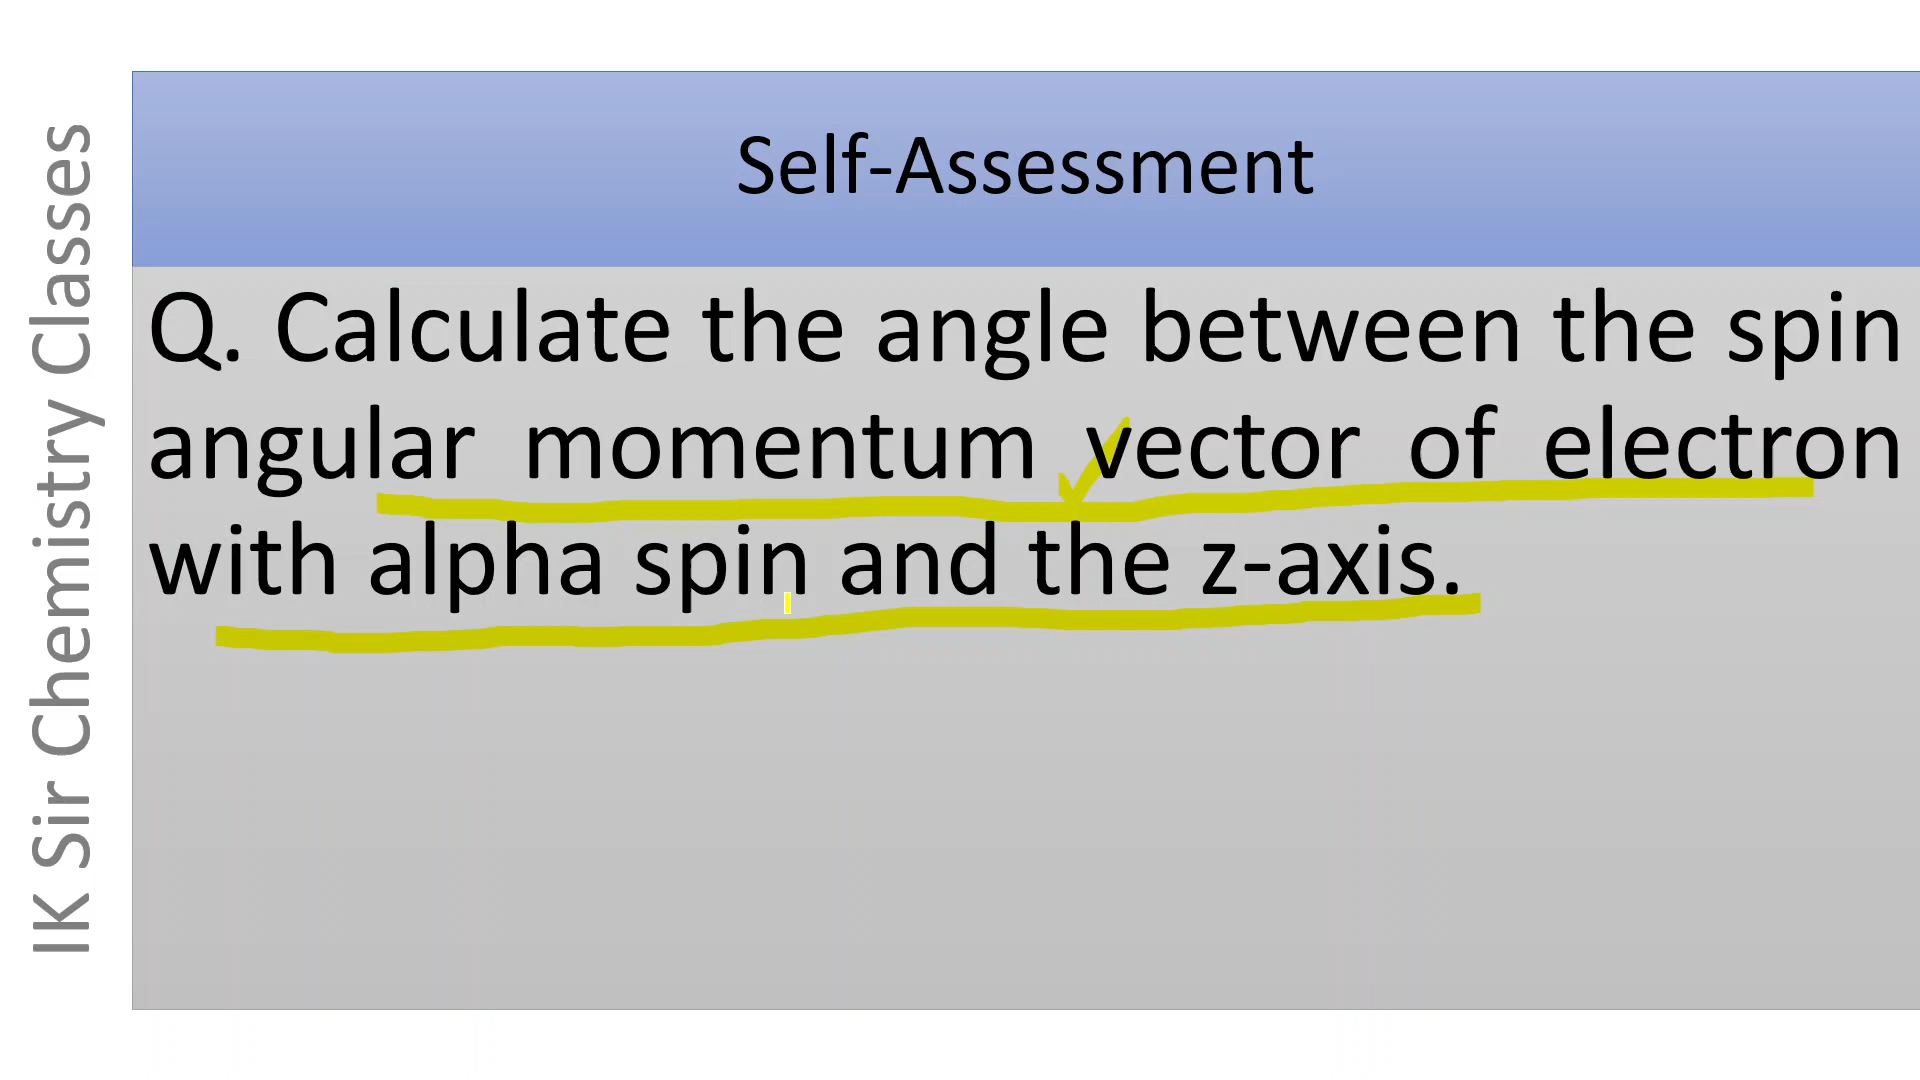 IK Sir Chemistry Classes
Self-Assessment
Q. Calculate the angle between the spin
angular momentum vector of electron
with alpha spin and the z-axis.